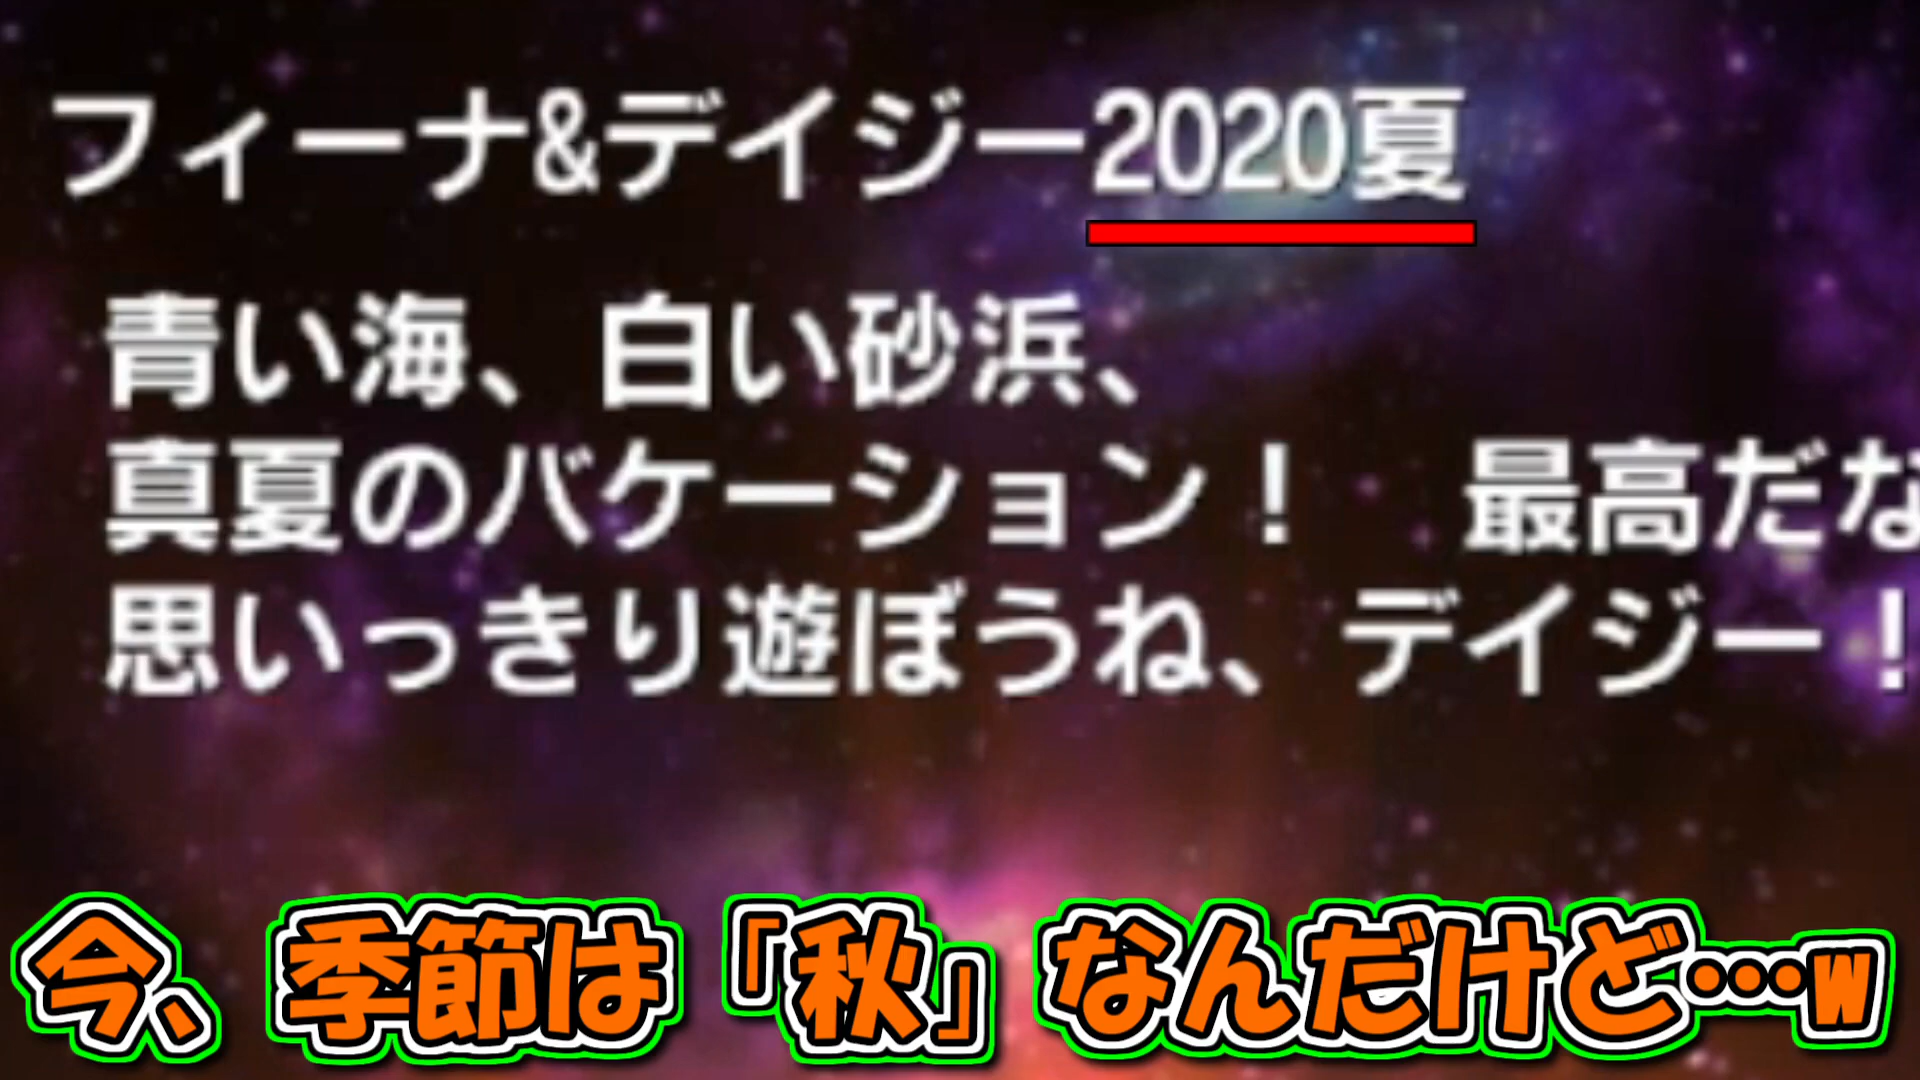 フィーナ&デイジー2020夏
青い海、白い砂浜、
真夏のバケーション！　最高だな
思いっきり遊ぼうね、デイジー！
今、季節は「秋」なんだけど…w